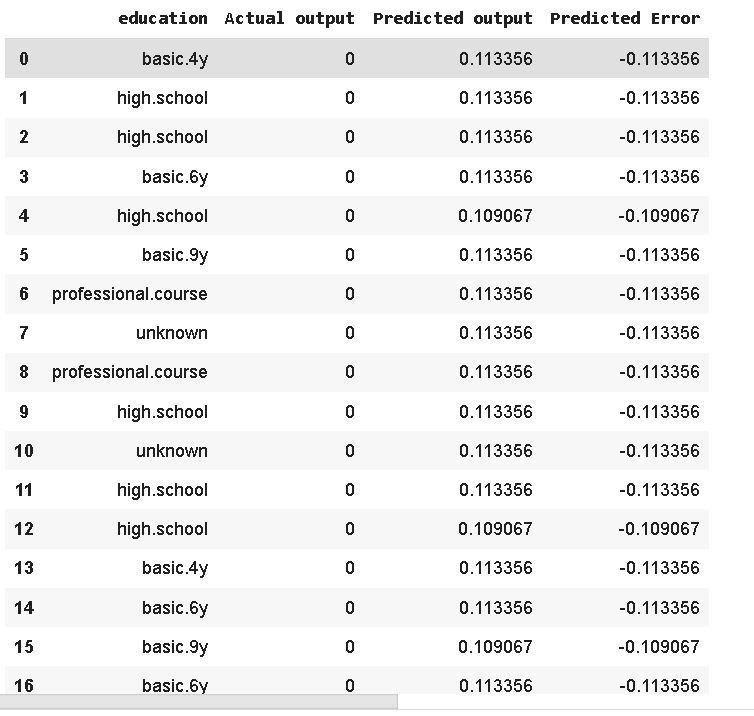 education Actual output Predicted output Predicted Error
0 basic.4y 0 0.113356 -0.113356
1 high.school 0 0.113356 -0.113356
2 high.school 0 0.113356 -0.113356
3 basic.6y 0 0.113356 -0.113356
4 high.school 0 0.109067 -0.109067
5 basic.9y 0 0.113356 -0.113356
6 professional.course 0 0.113356 -0.113356
7 unknown 0 0.113356 -0.113356
8 professional.course 0 0.113356 -0.113356
9 high.school 0 0.113356 -0.113356
10 unknown 0 0.113356 -0.113356
11 high.school 0 0.113356 -0.113356
12 high.school 0 0.109067 -0.109067
13 basic.4y 0 0.113356 -0.113356
14 basic.6y 0 0.113356 -0.113356
15 basic.9y 0 0.109067 -0.109067
16 basic.6y 0 0.113356 -0.113356